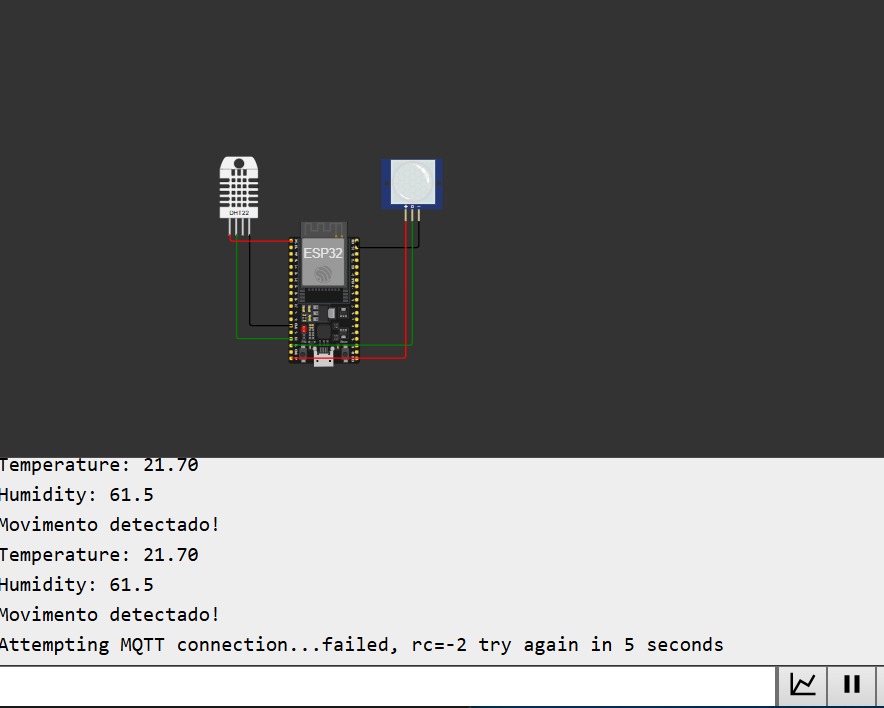 DHT22
ESP32
Temperature: 21.70
Humidity: 61.5
Movimento detectado!
Temperature: 21.70
Humidity: 61.5
Movimento detectado!
Attempting MQTT connection...failed, rc=-2 try again in 5 seconds